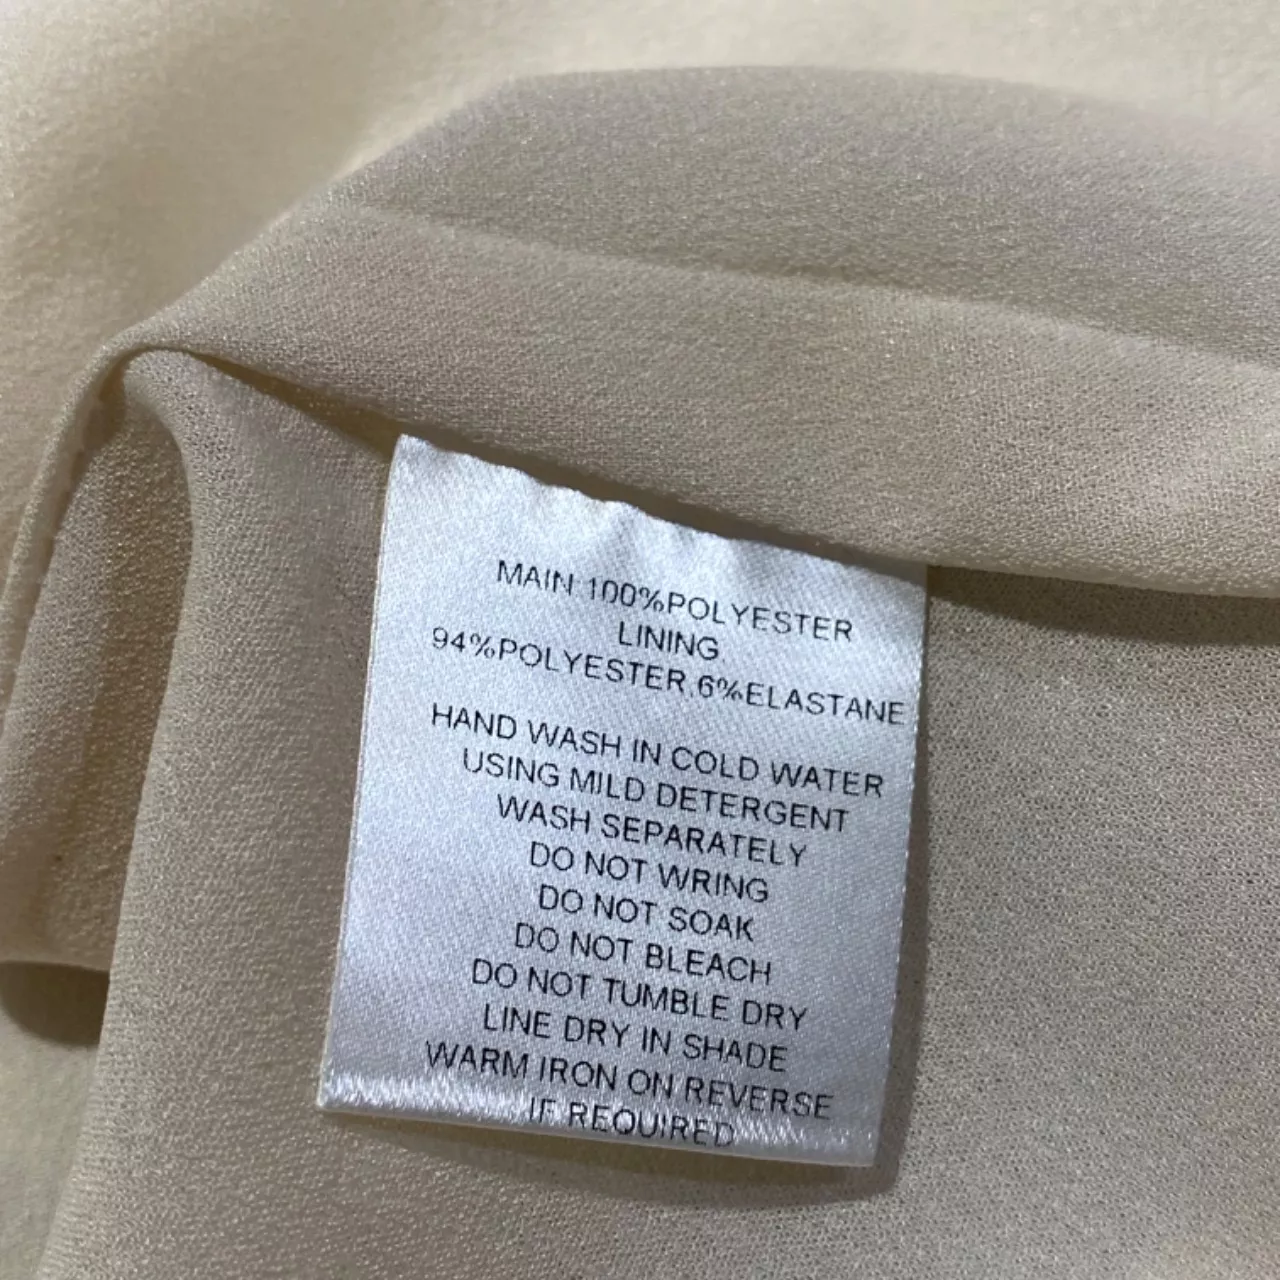 MAIN 100%POLYESTER
LINING
94%POLYESTER,6%ELASTANE
HAND WASH IN COLD WATER
USING MILD DETERGENT
WASH SEPARATELY
DO NOT WRING
DO NOT SOAK
DO NOT BLEACH
DO NOT TUMBLE DRY
LINE DRY IN SHADE
WARM IRON ON REVERSE
IF REQUIRED